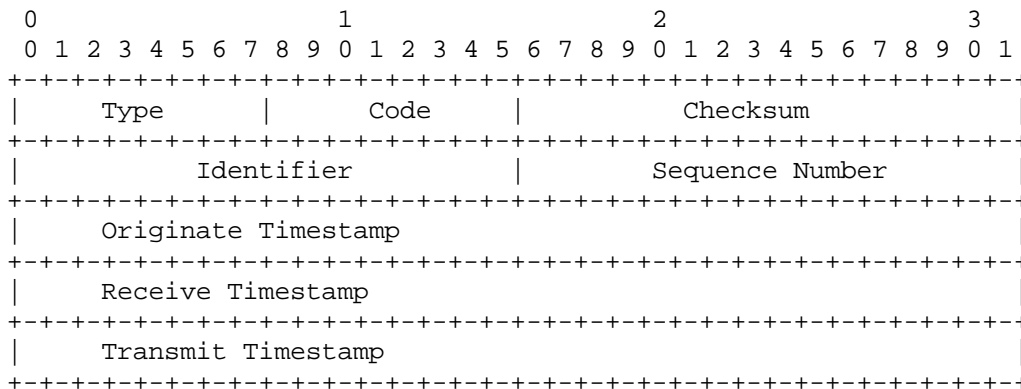 0                   1                   2                   3
 0 1 2 3 4 5 6 7 8 9 0 1 2 3 4 5 6 7 8 9 0 1 2 3 4 5 6 7 8 9 0 1
+-+-+-+-+-+-+-+-+-+-+-+-+-+-+-+-+-+-+-+-+-+-+-+-+-+-+-+-+-+-+-+-+
|     Type      |      Code     |          Checksum             |
+-+-+-+-+-+-+-+-+-+-+-+-+-+-+-+-+-+-+-+-+-+-+-+-+-+-+-+-+-+-+-+-+
|           Identifier          |        Sequence Number        |
+-+-+-+-+-+-+-+-+-+-+-+-+-+-+-+-+-+-+-+-+-+-+-+-+-+-+-+-+-+-+-+-+
|     Originate Timestamp                                       |
+-+-+-+-+-+-+-+-+-+-+-+-+-+-+-+-+-+-+-+-+-+-+-+-+-+-+-+-+-+-+-+-+
|     Receive Timestamp                                         |
+-+-+-+-+-+-+-+-+-+-+-+-+-+-+-+-+-+-+-+-+-+-+-+-+-+-+-+-+-+-+-+-+
|     Transmit Timestamp                                        |
+-+-+-+-+-+-+-+-+-+-+-+-+-+-+-+-+-+-+-+-+-+-+-+-+-+-+-+-+-+-+-+-+